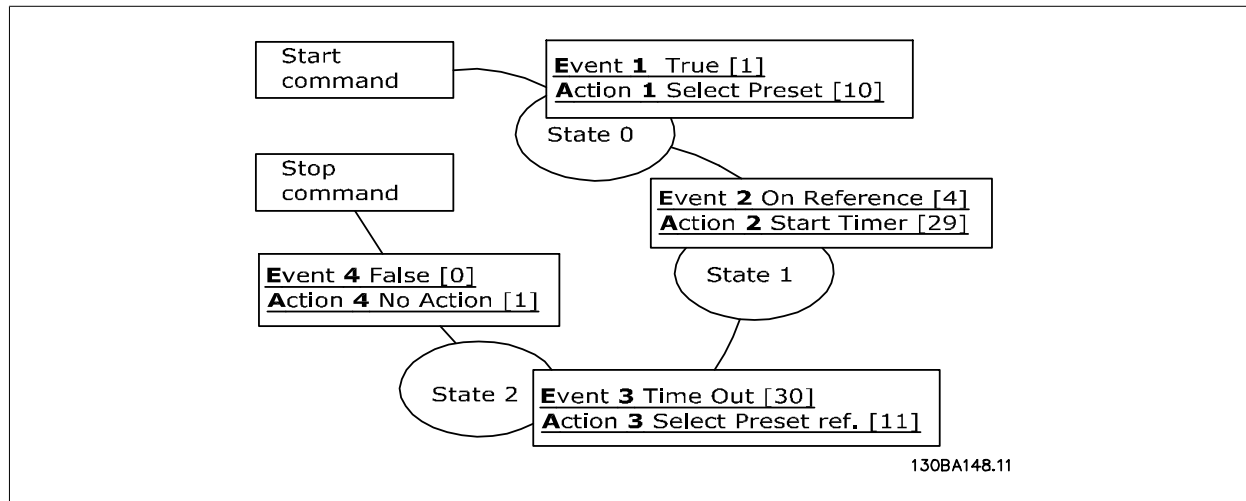 Start
command
Event 1 True [1]
Action 1 Select Preset [10]
State 0
Stop
command
Event 2 On Reference [4]
Action 2 Start Timer [29]
State 1
Event 4 False [0]
Action 4 No Action [1]
State 2
Event 3 Time Out [30]
Action 3 Select Preset ref. [11]
130BA148.11